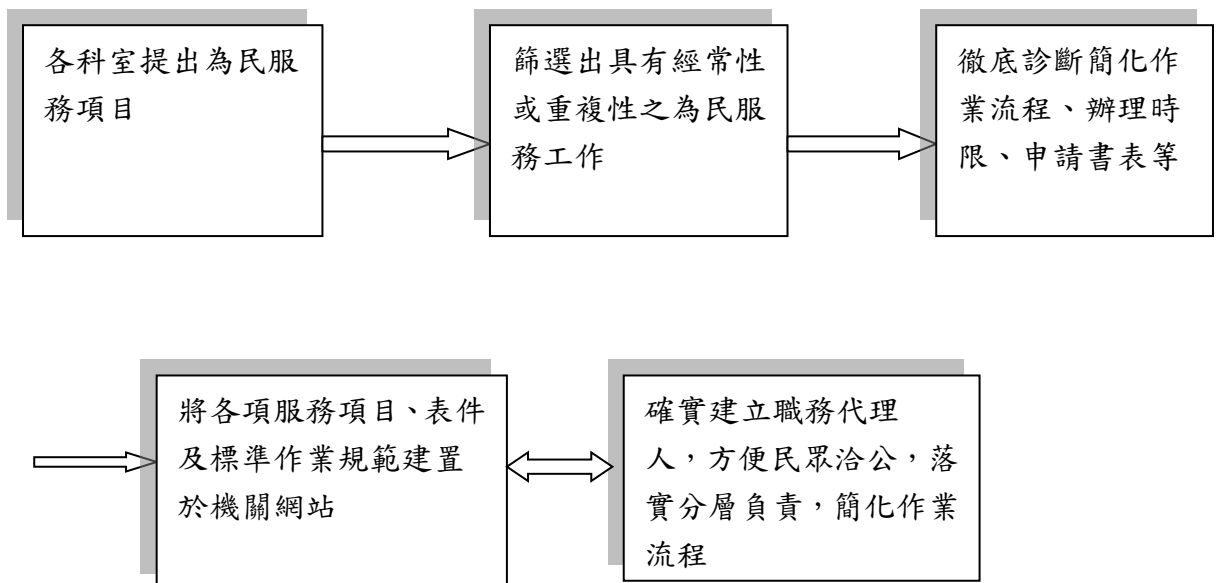 各科室提出為民服
務項目
篩選出具有經常性
或重複性之為民服
務工作
徹底診斷簡化作
業流程、辦理時
限、申請書表等
將各項服務項目、表件
及標準作業規範建置
於機關網站
確實建立職務代理
人，方便民眾洽公，落
實分層負責，簡化作業
流程